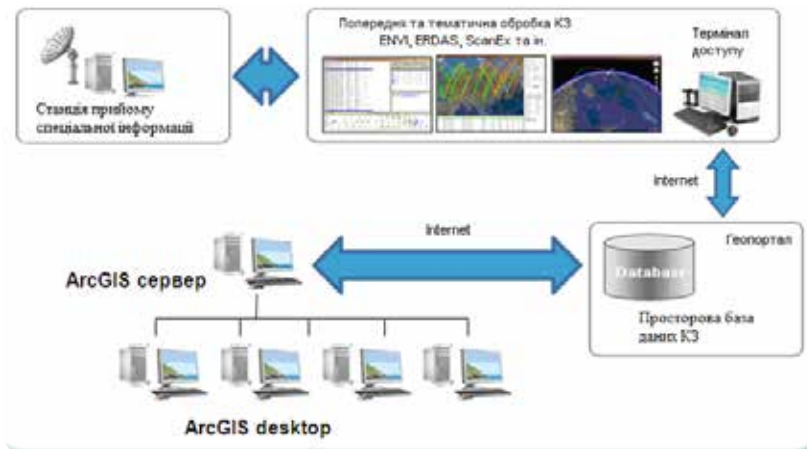 Попередня та тематична обробка КЗ
ENVI, ERDAS, ScanEx та ін.
Термінал
доступу
Станція прийому
спеціальної інформації
Internet
Internet
Геопортал
Database
Просторова база
даних КЗ
ArcGIS сервер
ArcGIS desktop